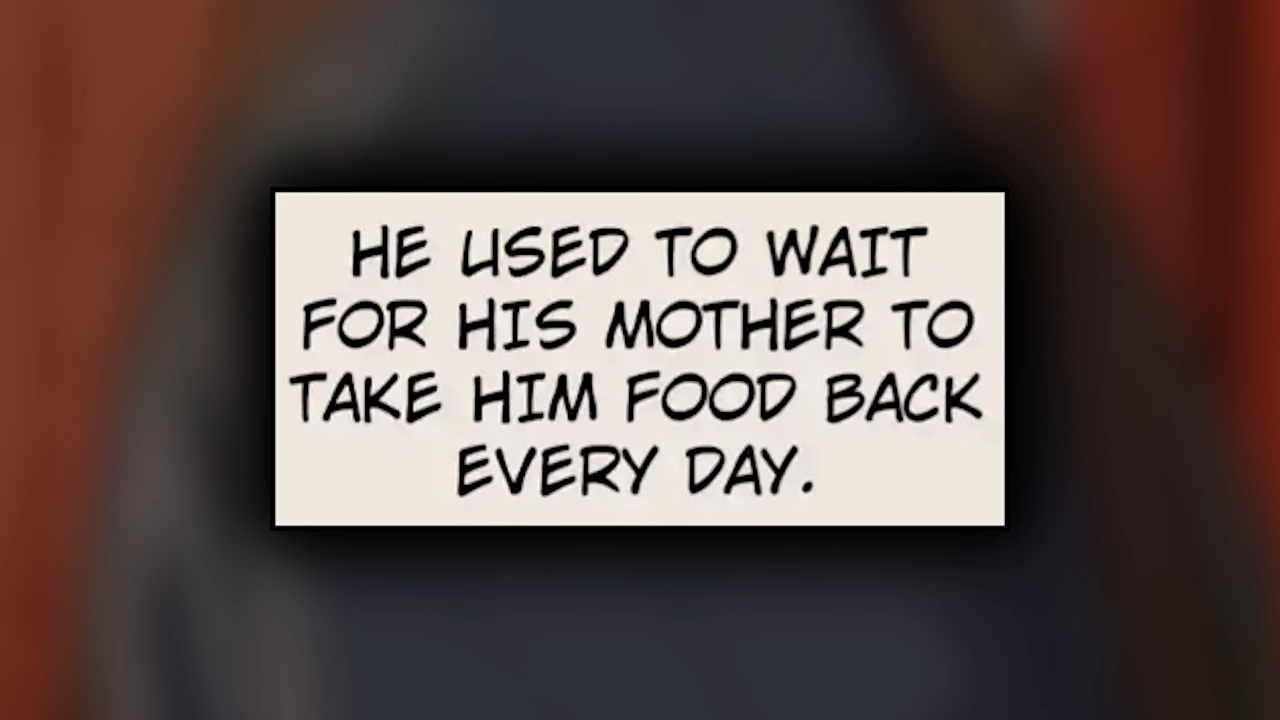 HE USED TO WAIT
FOR HIS MOTHER TO
TAKE HIM FOOD BACK
EVERY DAY.